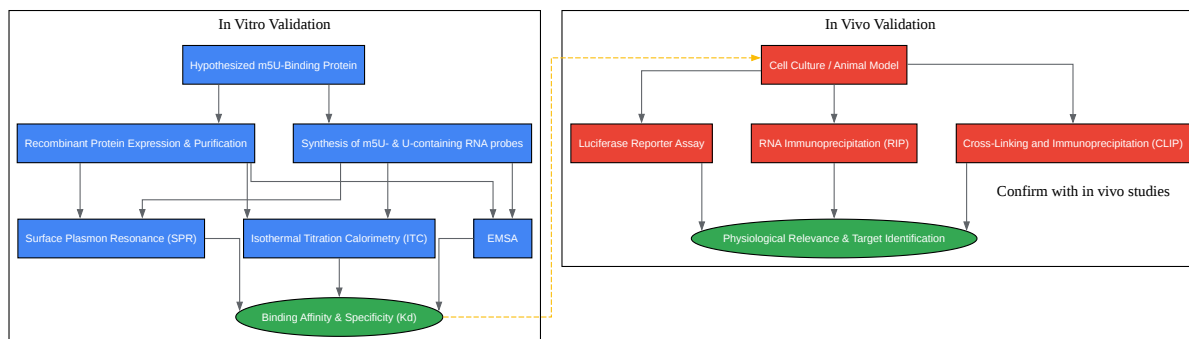 In Vitro Validation
Hypothesized m5U-Binding Protein
Recombinant Protein Expression & Purification
Synthesis of m5U- & U-containing RNA probes
Surface Plasmon Resonance (SPR)
Isothermal Titration Calorimetry (ITC)
EMSA
Binding Affinity & Specificity (Kd)
In Vivo Validation
Cell Culture / Animal Model
Luciferase Reporter Assay
RNA Immunoprecipitation (RIP)
Cross-Linking and Immunoprecipitation (CLIP)
Confirm with in vivo studies
Physiological Relevance & Target Identification